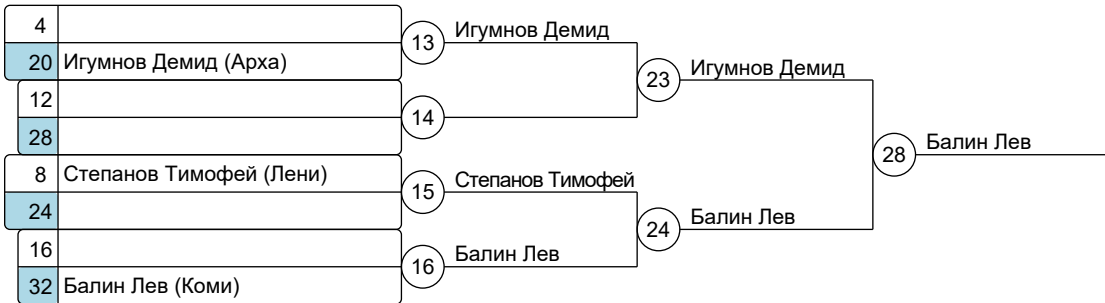 4
13
Игумнов Демид
20 Игумнов Демид (Арха)
23
Игумнов Демид
12
14
28
28
Балин Лев
8 Степанов Тимофей (Лени)
15
Степанов Тимофей
24
24
Балин Лев
16
16
Балин Лев
32 Балин Лев (Коми)